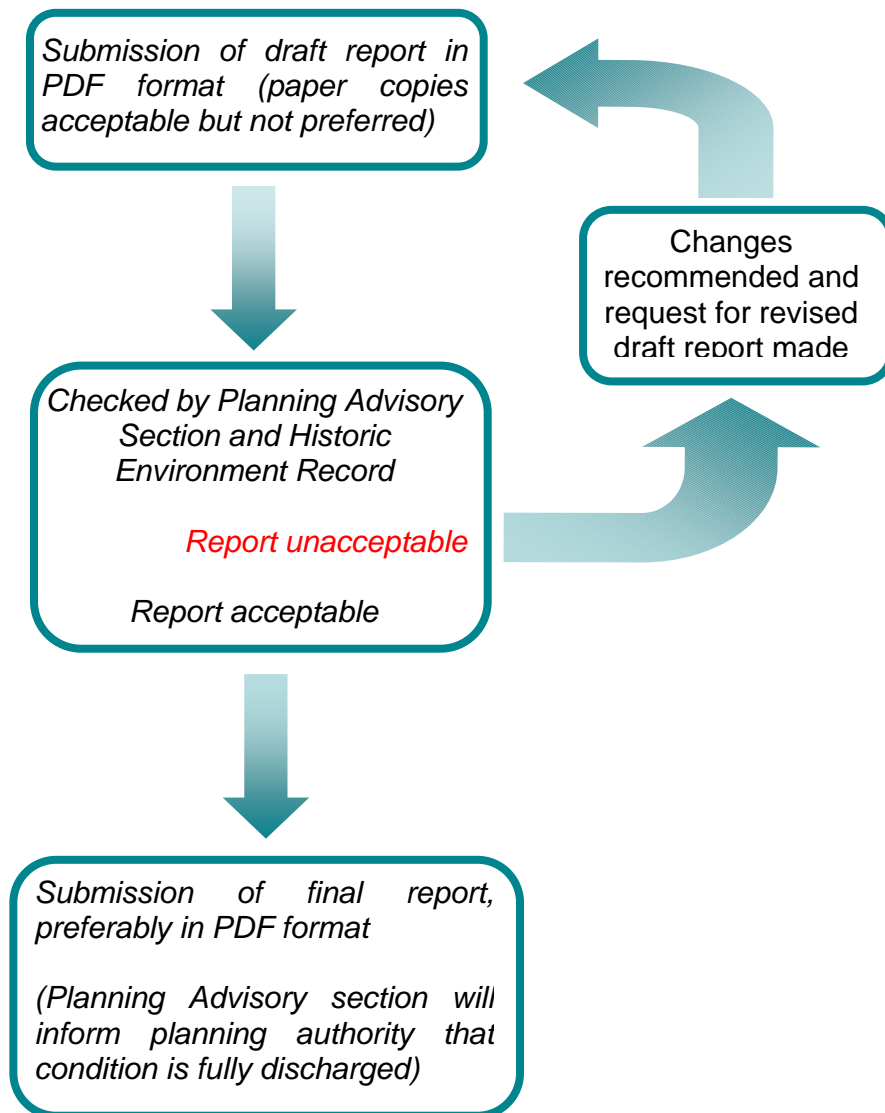 Submission of draft report in
PDF format (paper copies
acceptable but not preferred)
Changes
recommended and
request for revised
draft report made
Checked by Planning Advisory
Section and Historic
Environment Record
Report unacceptable
Report acceptable
Submission of final report,
preferably in PDF format
(Planning Advisory section will
inform planning authority that
condition is fully discharged)